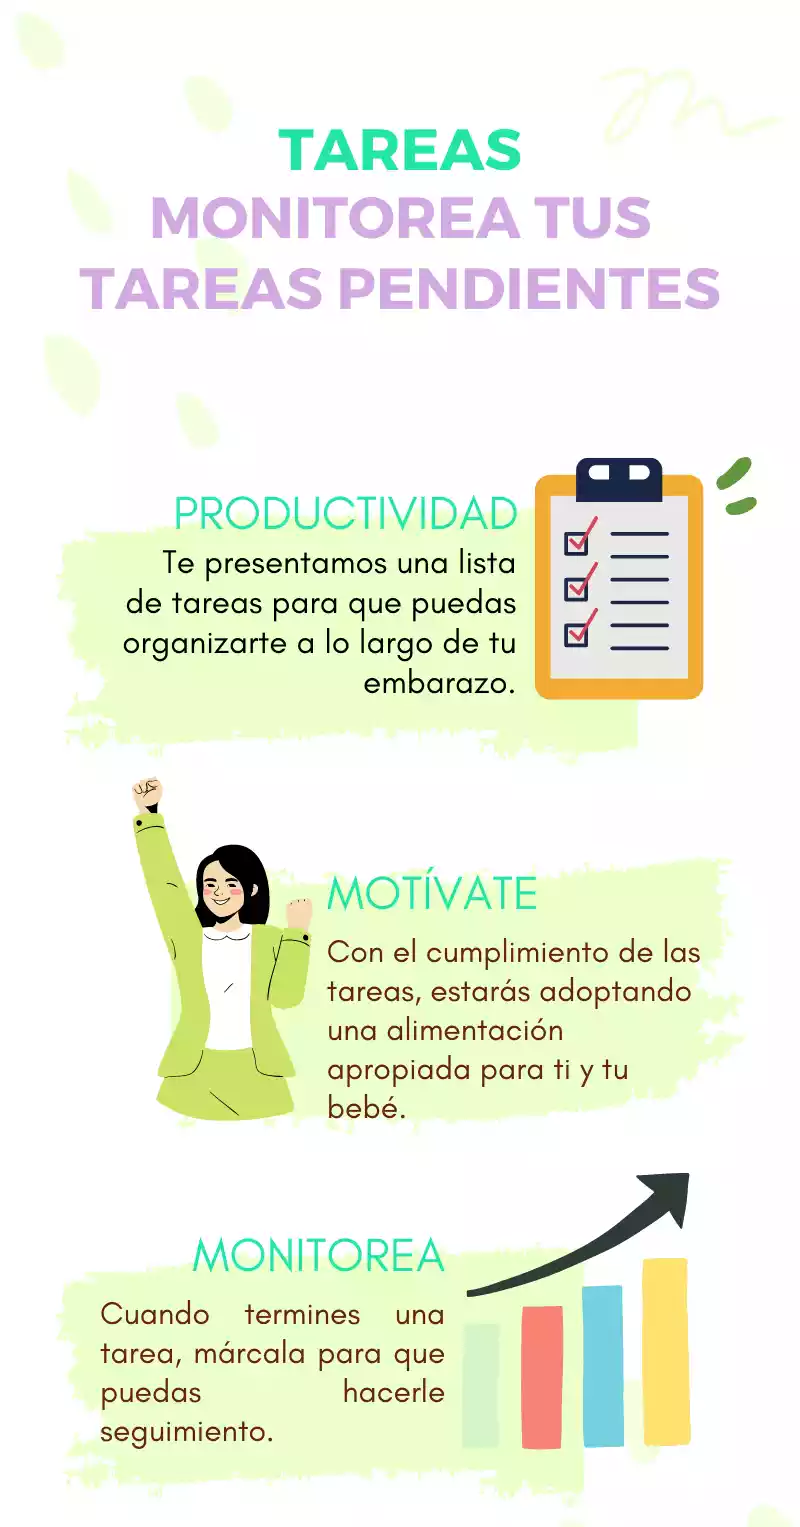 TAREAS
MONITOREA TUS
TAREAS PENDIENTES
PRODUCTIVIDAD
Te presentamos una lista
de tareas para que puedas
organizarte a lo largo de tu
embarazo.
MOTÍVATE
Con el cumplimiento de las
tareas, estarás adoptando
una alimentación
apropiada para ti y tu
bebé.
MONITOREA
Cuando termines una
tarea, márcala para que
puedas hacerle
seguimiento.